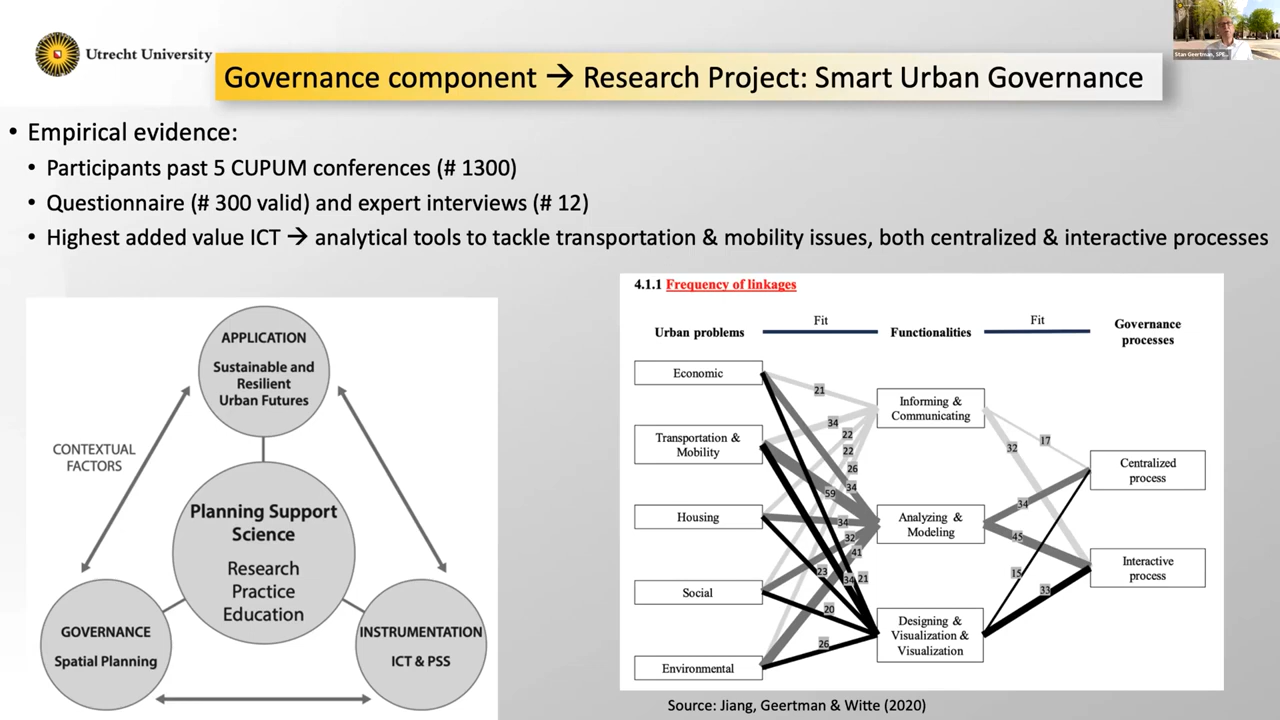 Utrecht University
Governance component → Research Project: Smart Urban Governance
Stan Geertman, SPE...
• Empirical evidence:
• Participants past 5 CUPUM conferences (# 1300)
• Questionnaire (# 300 valid) and expert interviews (# 12)
• Highest added value ICT → analytical tools to tackle transportation & mobility issues, both centralized & interactive processes
APPLICATION
Sustainable and
Resilient
Urban Futures
CONTEXTUAL
FACTORS
Planning Support
Science
Research
Practice
Education
GOVERNANCE
Spatial Planning
INSTRUMENTATION
ICT & PSS
4.1.1 Frequency of linkages
Urban problems
Fit
Functionalities
Fit
Governance
processes
Economic
Transportation &
Mobility
Housing
Social
Environmental
21
34
22
22
26
34
59
34
32
41
23
34
21
20
26
Informing &
Communicating
Analyzing &
Modeling
Designing &
Visualization &
Visualization
17
32
34
45
15
33
Centralized
process
Interactive
process
Source: Jiang, Geertman & Witte (2020)